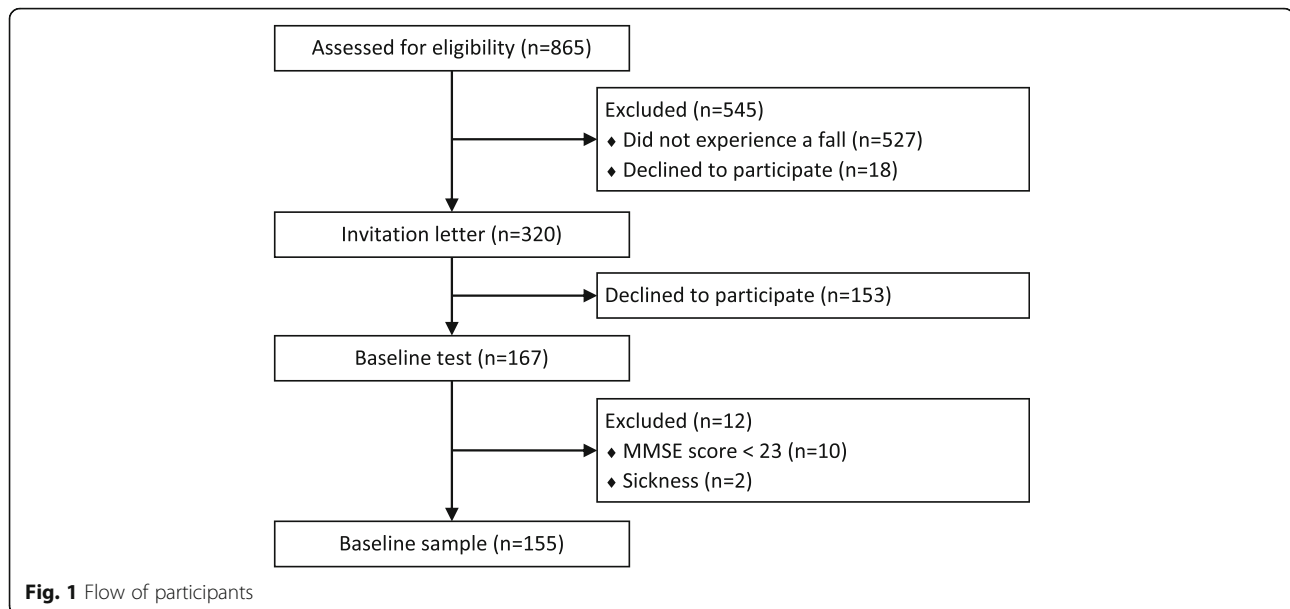 Assessed for eligibility (n=865)
Excluded (n=545)
♦ Did not experience a fall (n=527)
♦ Declined to participate (n=18)
Invitation letter (n=320)
Declined to participate (n=153)
Baseline test (n=167)
Excluded (n=12)
♦ MMSE score < 23 (n=10)
♦ Sickness (n=2)
Baseline sample (n=155)
Fig. 1 Flow of participants